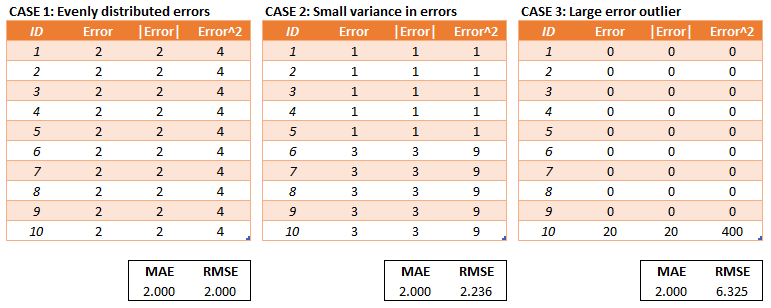 CASE 1: Evenly distributed errors
ID Error |Error| Error^2
1 2 2 4
2 2 2 4
3 2 2 4
4 2 2 4
5 2 2 4
6 2 2 4
7 2 2 4
8 2 2 4
9 2 2 4
10 2 2 4
MAE RMSE
2.000 2.000
CASE 2: Small variance in errors
ID Error |Error| Error^2
1 1 1 1
2 1 1 1
3 1 1 1
4 1 1 1
5 1 1 1
6 3 3 9
7 3 3 9
8 3 3 9
9 3 3 9
10 3 3 9
MAE RMSE
2.000 2.236
CASE 3: Large error outlier
ID Error |Error| Error^2
1 0 0 0
2 0 0 0
3 0 0 0
4 0 0 0
5 0 0 0
6 0 0 0
7 0 0 0
8 0 0 0
9 0 0 0
10 20 20 400
MAE RMSE
2.000 6.325